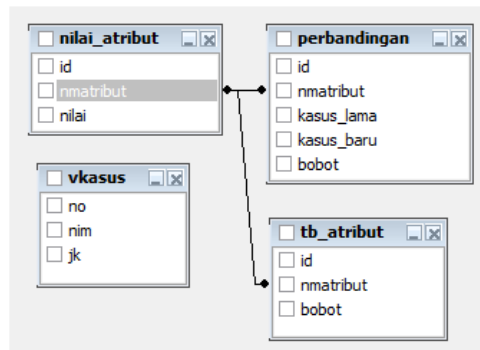 nilai_atribut
id
nmatribut
nilai
perbandingan
id
nmatribut
kasus_lama
kasus_baru
bobot
vkasus
no
nim
jk
tb_atribut
id
nmatribut
bobot